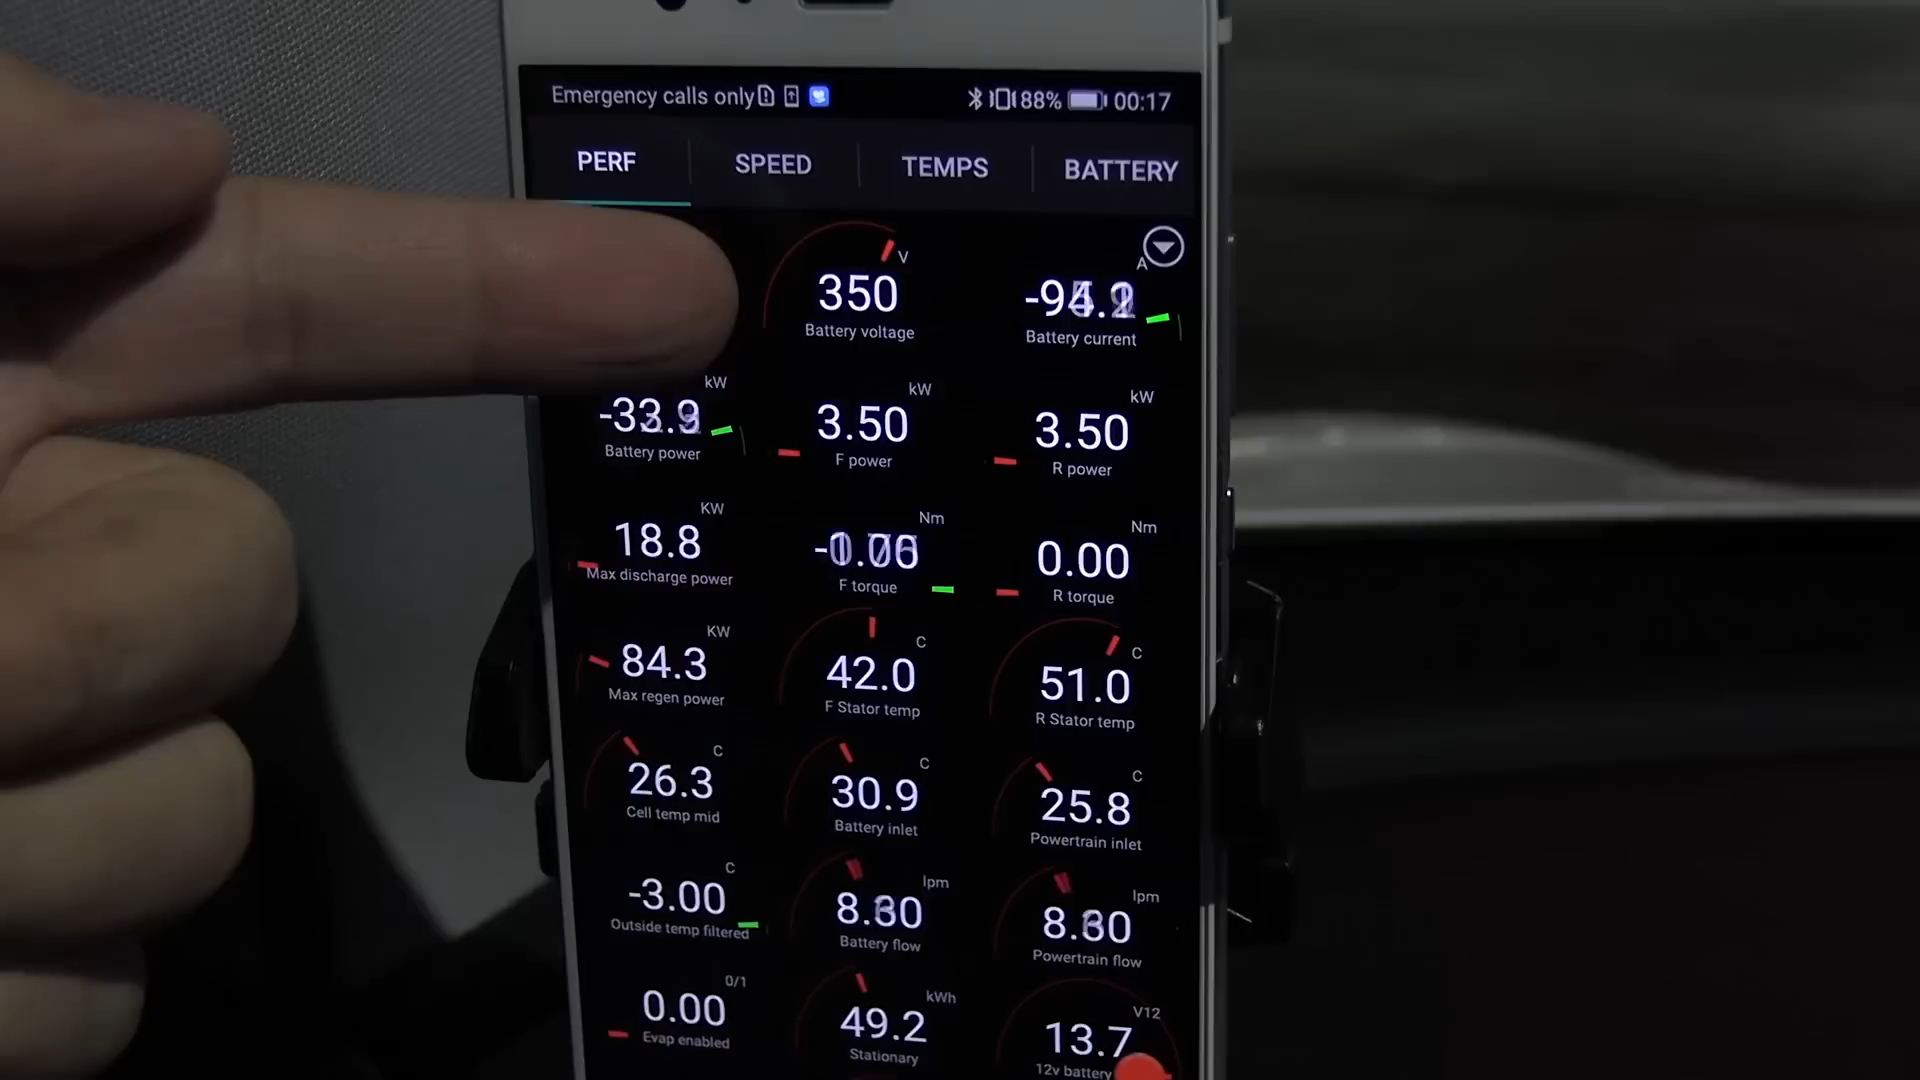 Emergency calls only 88% 00:17
PERF SPEED TEMPS BATTERY
V A
350
Battery voltage Battery current
kW kW kW
3.50 3.50
Battery power F power R power
KW Nm Nm
18.8 0.00
Max discharge power F torque R torque
KW C C
84.3 42.0 51.0
Max regen power F Stator temp R Stator temp
C C C
26.3 30.9 25.8
Cell temp mid Battery inlet Powertrain inlet
C lpm lpm
-3.00
Outside temp filtered Battery flow Powertrain flow
0/1 kWh V12
0.00 49.2 13.7
Evap enabled Stationary 12v battery